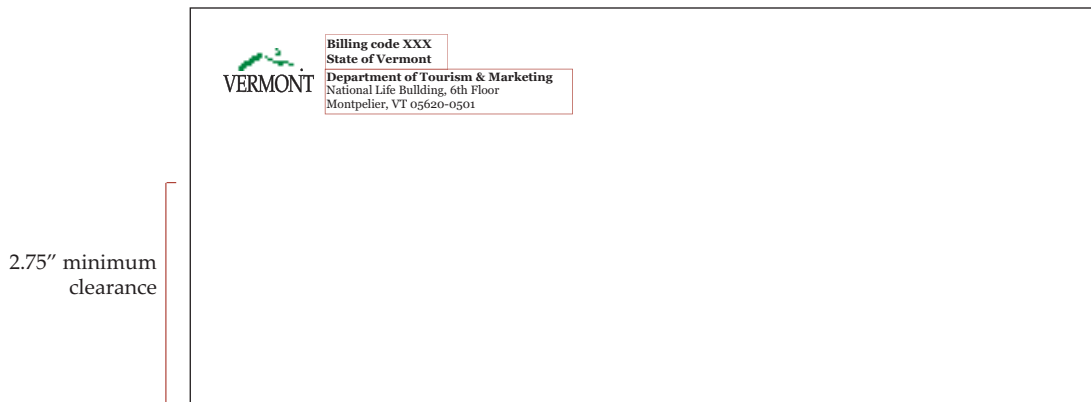 Billing code XXX
State of Vermont
VERMONT
Department of Tourism & Marketing
National Life Building, 6th Floor
Montpelier, VT 05620-0501
2.75" minimum
clearance